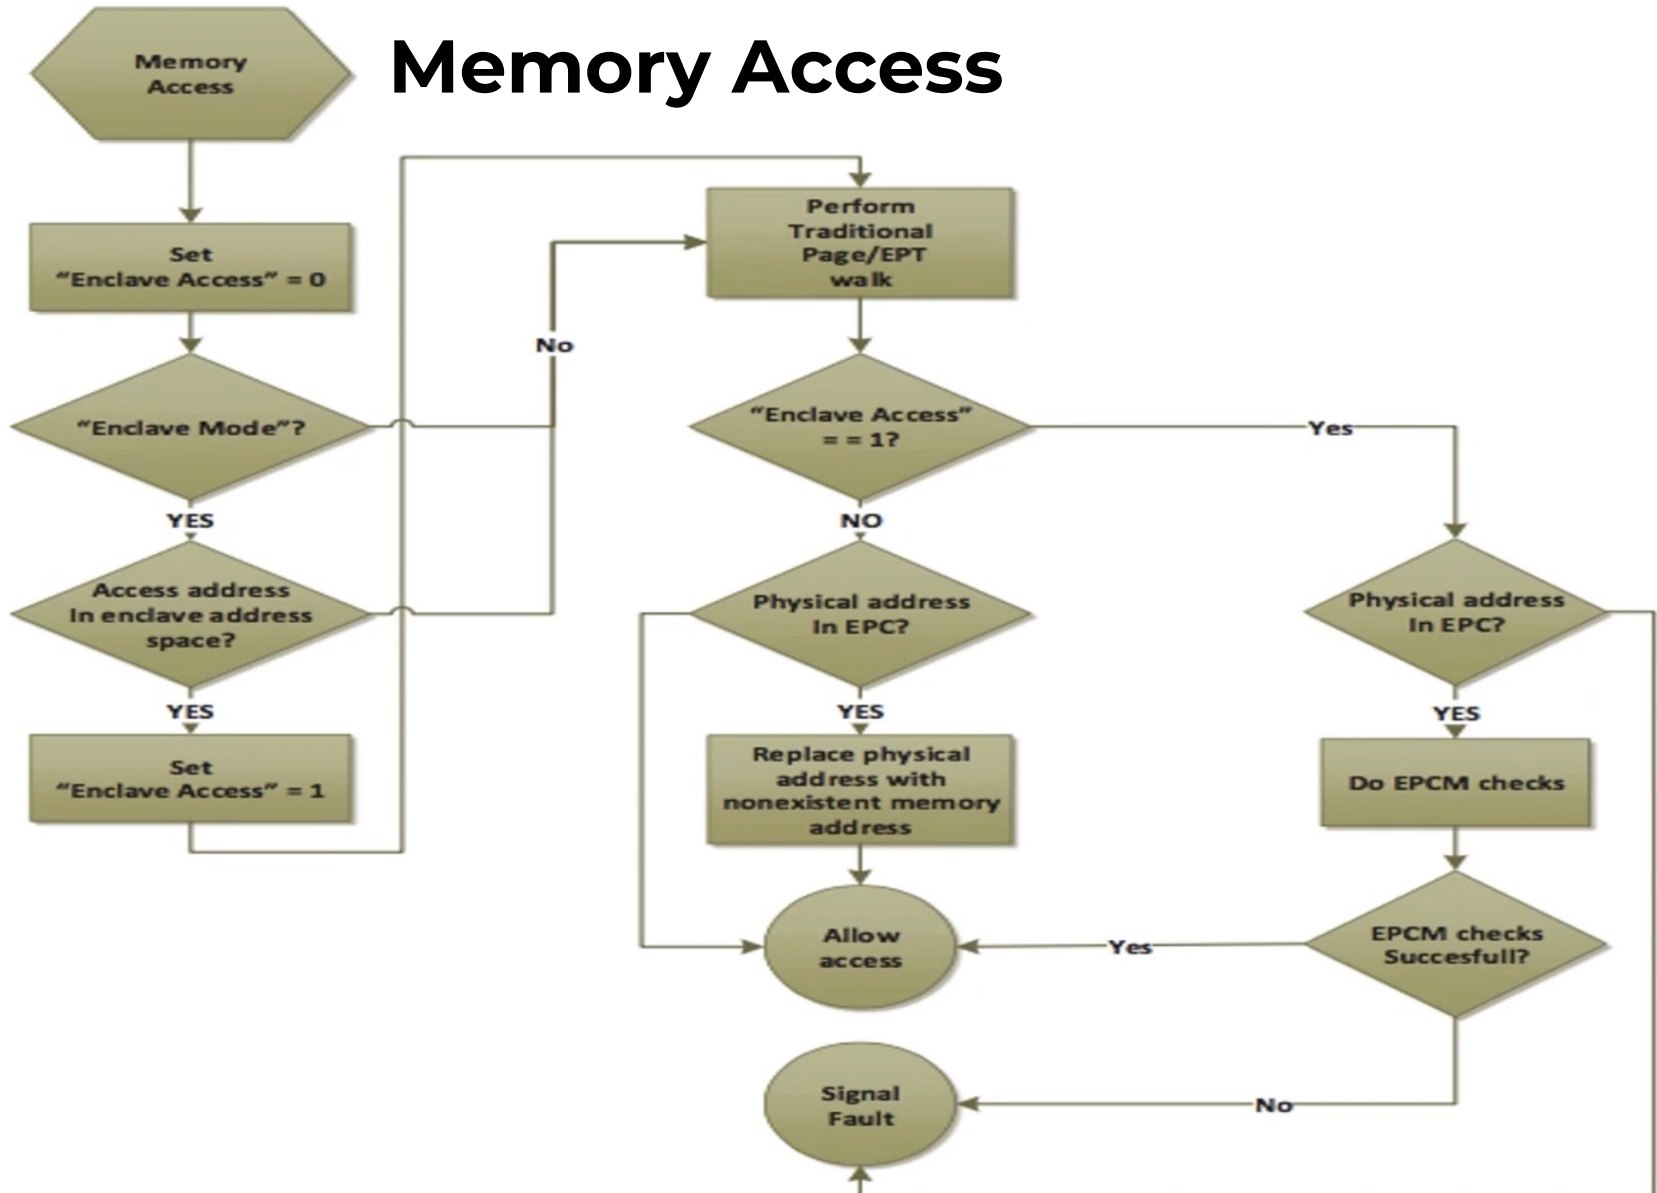 Memory Access
Memory
Access
Set
“Enclave Access” = 0
“Enclave Mode”?
YES
Access address
In enclave address
space?
YES
Set
“Enclave Access” = 1
No
Perform
Traditional
Page/EPT
walk
“Enclave Access”
= = 1?
NO
Physical address
In EPC?
YES
Replace physical
address with
nonexistent memory
address
Allow
access
Yes
Physical address
In EPC?
YES
Do EPCM checks
EPCM checks
Succesfull?
Yes
No
Signal
Fault